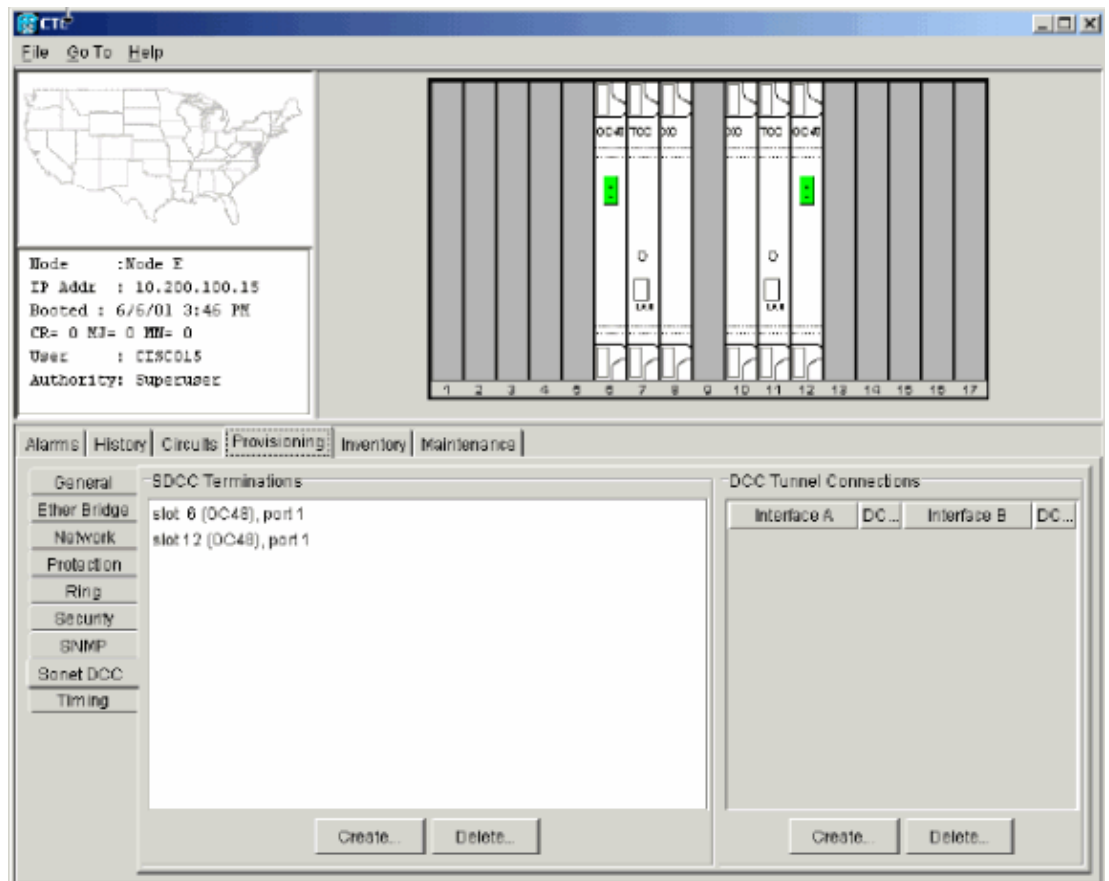 CTC
File Go To Help
OC48 TCC XC XC TCC OC48
LAN LAN
1 2 3 4 5 6 7 8 9 10 11 12 13 14 15 16 17
Node :Node E
IP Addr : 10.200.100.15
Booted : 6/6/01 3:46 PM
CR= 0 MJ= 0 MN= 0
User : CISCO15
Authority: Superuser
Alarms History Circuits Provisioning Inventory Maintenance
General
Ether Bridge
Network
Protection
Ring
Security
SNMP
Sonet DCC
Timing
SDCC Terminations
slot 6 (OC48), port 1
slot 12 (OC48), port 1
Create... Delete...
DCC Tunnel Connections
Interface A DC... Interface B DC...
Create... Delete...